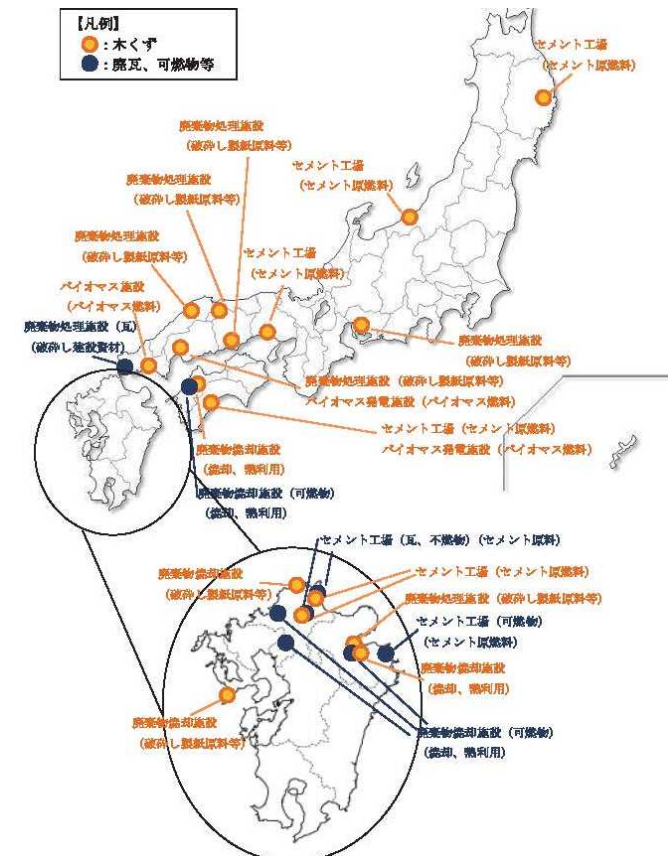 【凡例】
：木くず
：廃瓦、可燃物等
セメント工場
（セメント原燃料）
廃棄物処理施設
（破砕し製紙原料等）
セメント工場
（セメント原燃料）
廃棄物処理施設
（破砕し製紙原料等）
廃棄物処理施設
（破砕し製紙原料等）
セメント工場
（セメント原燃料）
バイオマス施設
（バイオマス燃料）
廃棄物処理施設（瓦）
（破砕し建設資材）
廃棄物処理施設
（破砕し製紙原料等）
廃棄物処理施設（破砕し製紙原料等）
バイオマス発電施設（バイオマス燃料）
セメント工場（セメント原燃料）
バイオマス発電施設（バイオマス燃料）
廃棄物焼却施設
（焼却、熱利用）
廃棄物焼却施設（可燃物）
（焼却、熱利用）
セメント工場（瓦、不燃物）（セメント原料）
廃棄物焼却施設
（破砕し製紙原料等）
セメント工場（セメント原燃料）
廃棄物処理施設（破砕し製紙原料等）
セメント工場（可燃物）
（セメント原燃料）
廃棄物焼却施設
（焼却、熱利用）
廃棄物焼却施設
（破砕し製紙原料等）
廃棄物焼却施設（可燃物）
（焼却、熱利用）